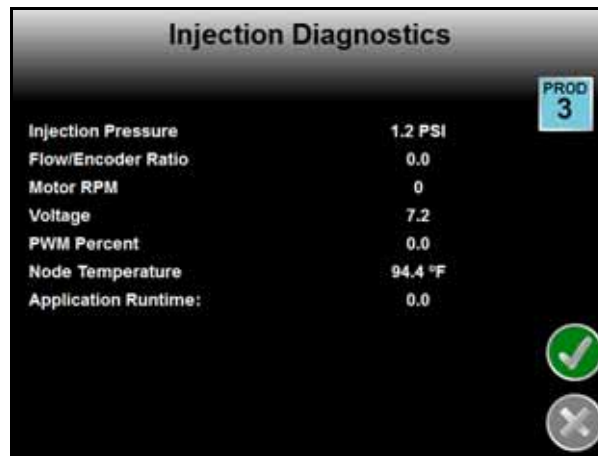 Injection Diagnostics
PROD
3
Injection Pressure 1.2 PSI
Flow/Encoder Ratio 0.0
Motor RPM 0
Voltage 7.2
PWM Percent 0.0
Node Temperature 94.4 ºF
Application Runtime: 0.0